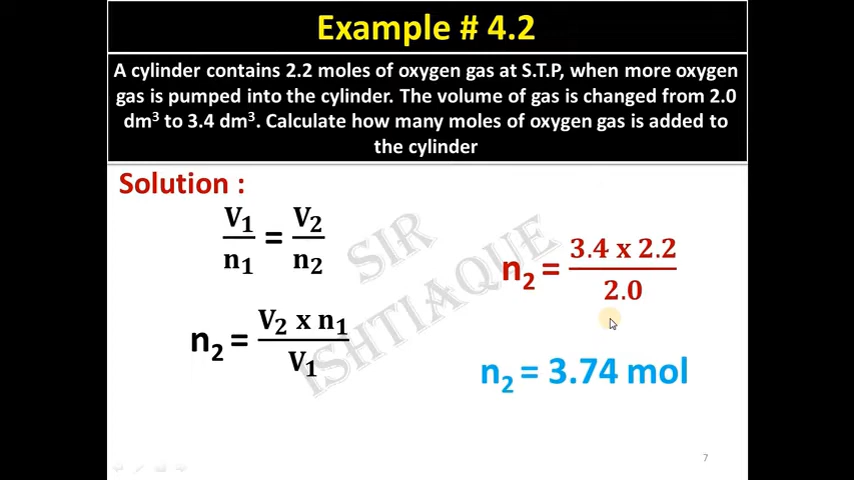 Example # 4.2
A cylinder contains 2.2 moles of oxygen gas at S.T.P, when more oxygen
gas is pumped into the cylinder. The volume of gas is changed from 2.0
dm³ to 3.4 dm³. Calculate how many moles of oxygen gas is added to
the cylinder
Solution :
V₁/n₁ = V₂/n₂
n₂ = V₂ x n₁/V₁
n₂ = 3.4 x 2.2/2.0
n₂ = 3.74 mol
SIR
ISHTIAQUE
7